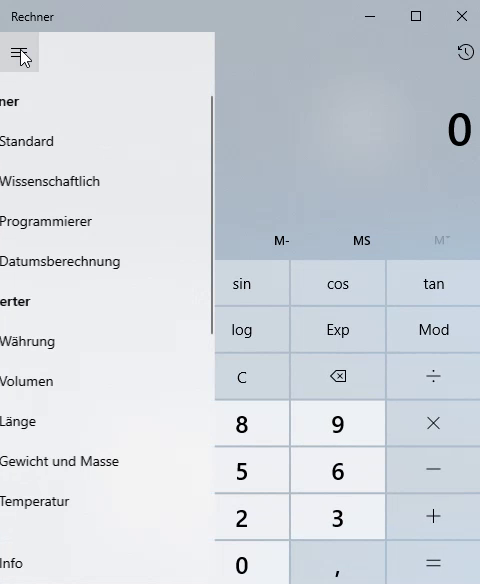 Rechner
0
ner
Standard
Wissenschaftlich
Programmierer
Datumsberechnung
erter
Währung
Volumen
Länge
Gewicht und Masse
Temperatur
Info
M- MS M˅
sin cos tan
log Exp Mod
C ÷
8 9 ×
5 6 −
2 3 +
0 , =